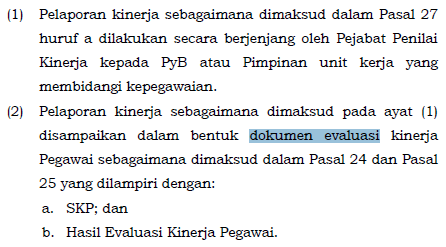 (1) Pelaporan kinerja sebagaimana dimaksud dalam Pasal 27
huruf a dilakukan secara berjenjang oleh Pejabat Penilai
Kinerja kepada PyB atau Pimpinan unit kerja yang
membidangi kepegawaian.
(2) Pelaporan kinerja sebagaimana dimaksud pada ayat (1)
disampaikan dalam bentuk dokumen evaluasi kinerja
Pegawai sebagaimana dimaksud dalam Pasal 24 dan Pasal
25 yang dilampiri dengan:
a. SKP; dan
b. Hasil Evaluasi Kinerja Pegawai.